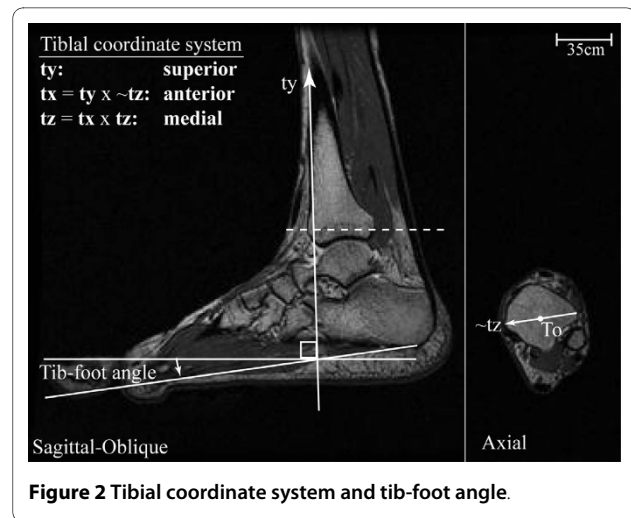 Tiblal coordinate system
ty: superior
tx = ty x ~tz: anterior
tz = tx x tz: medial
ty
35cm
~tz
To
Tib-foot angle
Sagittal-Oblique
Axial
Figure 2 Tibial coordinate system and tib-foot angle.